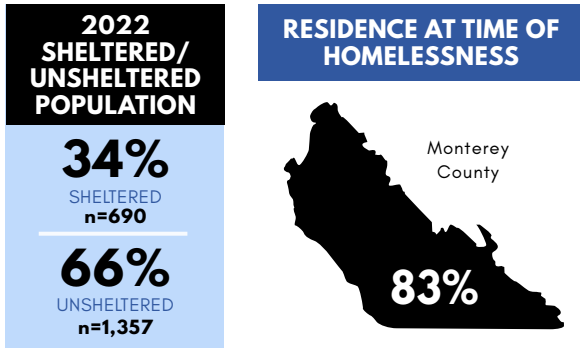 2022
SHELTERED/
UNSHELTERED
POPULATION
34%
SHELTERED
n=690
66%
UNSHELTERED
n=1,357
RESIDENCE AT TIME OF
HOMELESSNESS
Monterey
County
83%